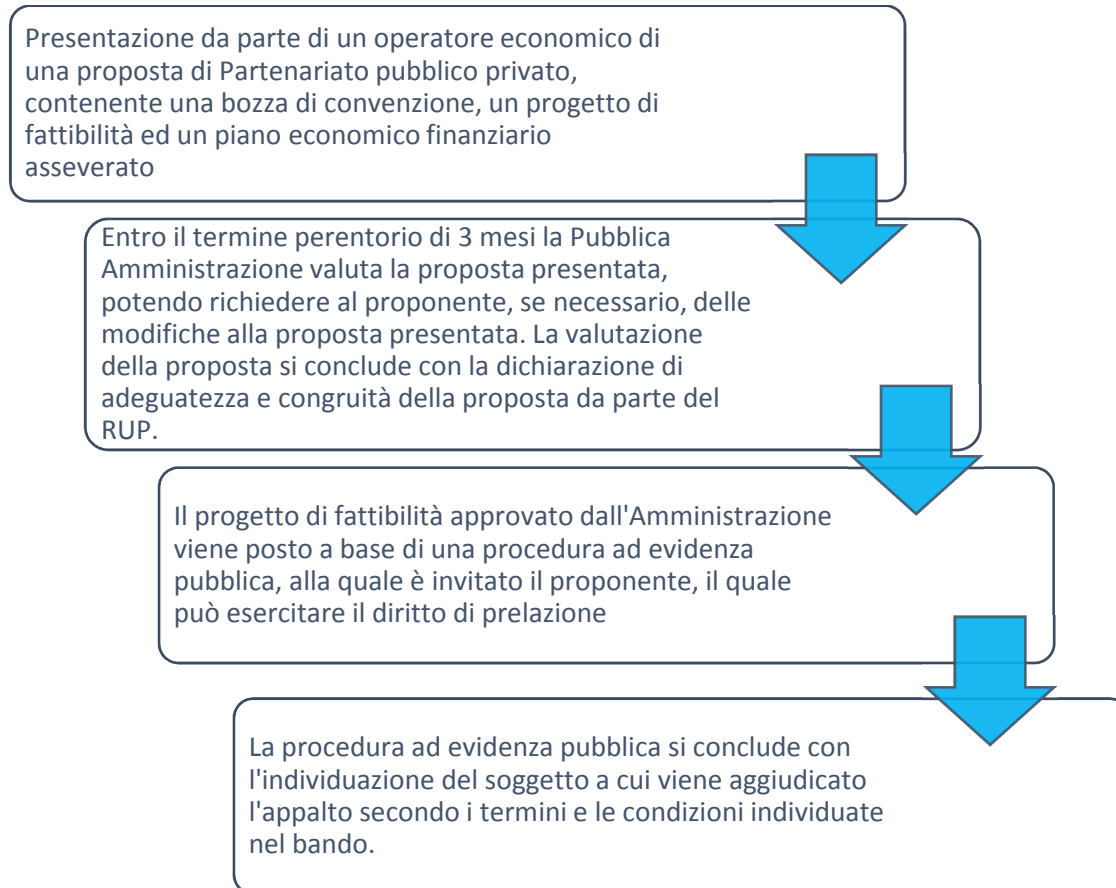 Presentazione da parte di un operatore economico di
una proposta di Partenariato pubblico privato,
contenente una bozza di convenzione, un progetto di
fattibilità ed un piano economico finanziario
asseverato
Entro il termine perentorio di 3 mesi la Pubblica
Amministrazione valuta la proposta presentata,
potendo richiedere al proponente, se necessario, delle
modifiche alla proposta presentata. La valutazione
della proposta si conclude con la dichiarazione di
adeguatezza e congruità della proposta da parte del
RUP.
Il progetto di fattibilità approvato dall'Amministrazione
viene posto a base di una procedura ad evidenza
pubblica, alla quale è invitato il proponente, il quale
può esercitare il diritto di prelazione
La procedura ad evidenza pubblica si conclude con
l'individuazione del soggetto a cui viene aggiudicato
l'appalto secondo i termini e le condizioni individuate
nel bando.